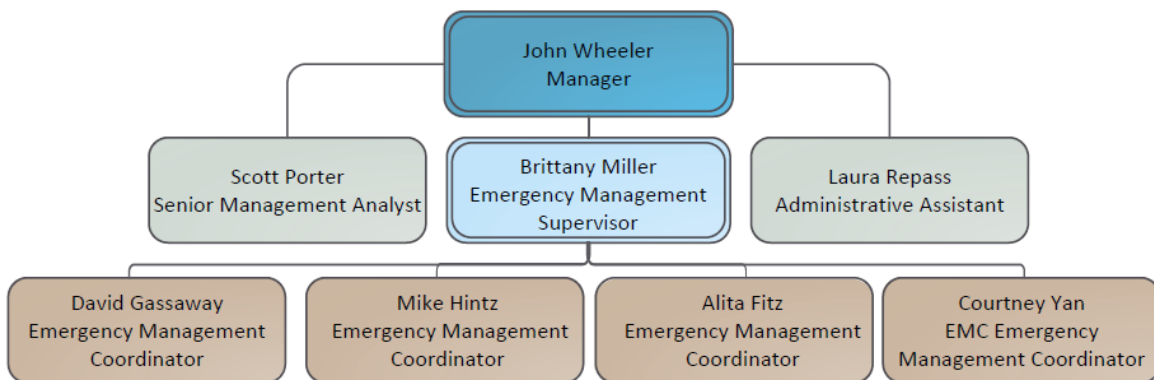 John Wheeler
Manager
Scott Porter
Senior Management Analyst
Brittany Miller
Emergency Management
Supervisor
Laura Repass
Administrative Assistant
David Gassaway
Emergency Management
Coordinator
Mike Hintz
Emergency Management
Coordinator
Alita Fitz
Emergency Management
Coordinator
Courtney Yan
EMC Emergency
Management Coordinator